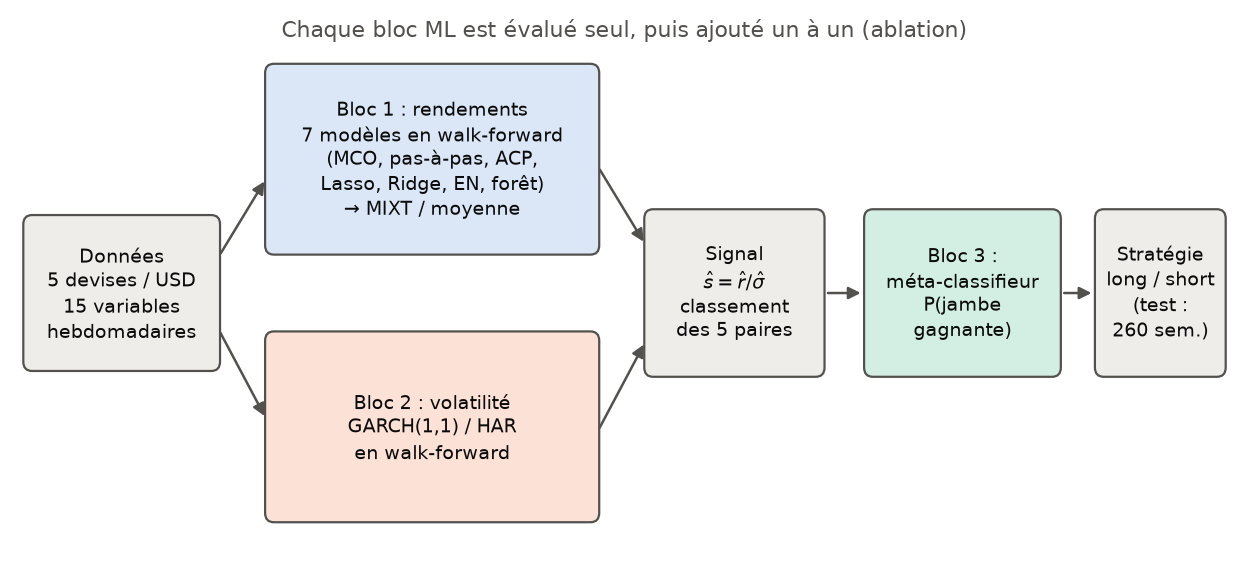 Chaque bloc ML est évalué seul, puis ajouté un à un (ablation)
Données
5 devises / USD
15 variables
hebdomadaires
Bloc 1 : rendements
7 modèles en walk-forward
(MCO, pas-à-pas, ACP,
Lasso, Ridge, EN, forêt)
→ MIXT / moyenne
Bloc 2 : volatilité
GARCH(1,1) / HAR
en walk-forward
Signal
ŝ = r̂/σ̂
classement
des 5 paires
Bloc 3 :
méta-classifieur
P(jambe
gagnante)
Stratégie
long / short
(test :
260 sem.)